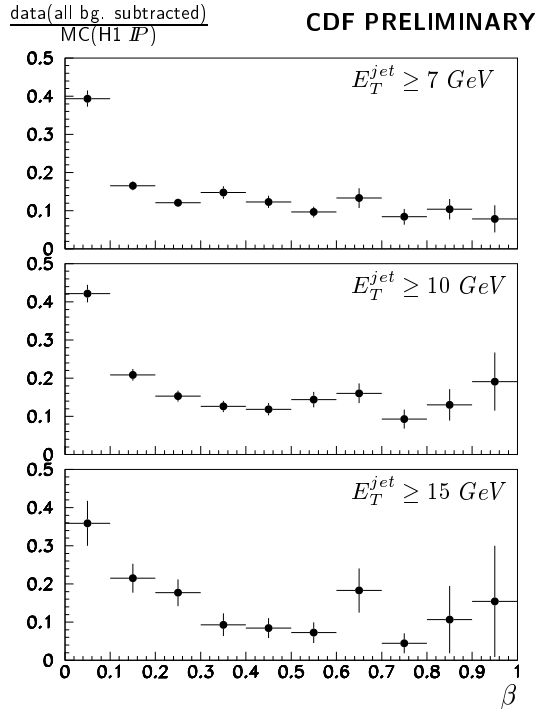 data(all bg. subtracted)
MC(H1 IP)
CDF PRELIMINARY
E_T^{jet} ≥ 7 GeV
0.5
0.4
0.3
0.2
0.1
0
E_T^{jet} ≥ 10 GeV
0.5
0.4
0.3
0.2
0.1
0
E_T^{jet} ≥ 15 GeV
0.5
0.4
0.3
0.2
0.1
0
0 0.1 0.2 0.3 0.4 0.5 0.6 0.7 0.8 0.9 1
β